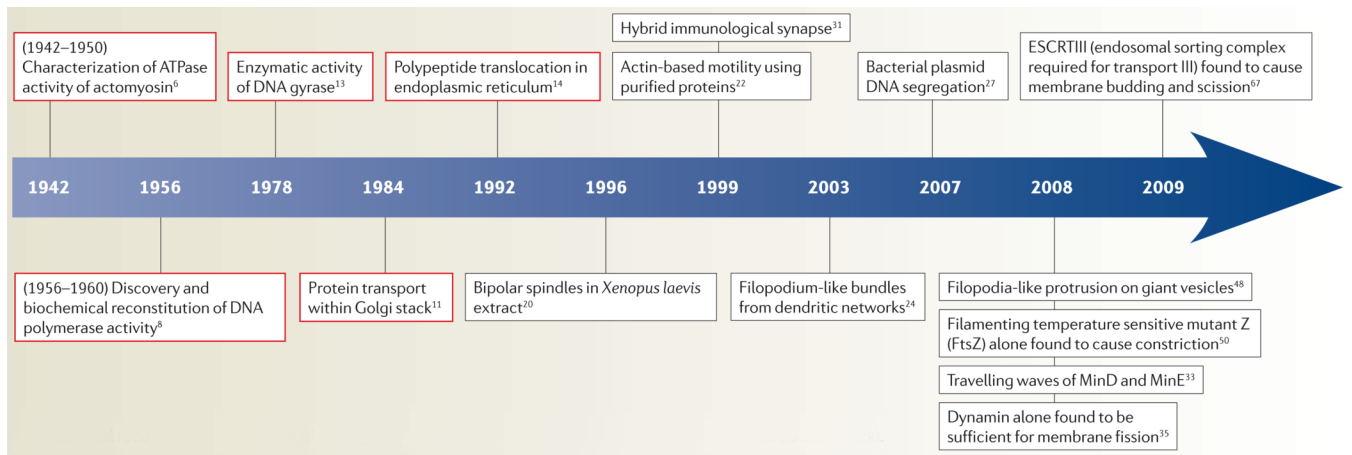 Hybrid immunological synapse³¹
(1942–1950)
Characterization of ATPase
activity of actomyosin⁶
Enzymatic activity
of DNA gyrase¹³
Polypeptide translocation in
endoplasmic reticulum¹⁴
Actin-based motility using
purified proteins²²
Bacterial plasmid
DNA segregation²⁷
ESCRTIII (endosomal sorting complex
required for transport III) found to cause
membrane budding and scission⁶⁷
1942 1956 1978 1984 1992 1996 1999 2003 2007 2008 2009
(1956–1960) Discovery and
biochemical reconstitution of DNA
polymerase activity⁸
Protein transport
within Golgi stack¹¹
Bipolar spindles in Xenopus laevis
extract²⁰
Filopodium-like bundles
from dendritic networks²⁴
Filopodia-like protrusion on giant vesicles⁴⁸
Filamenting temperature sensitive mutant Z
(FtsZ) alone found to cause constriction⁵⁰
Travelling waves of MinD and MinE³³
Dynamin alone found to be
sufficient for membrane fission³⁵